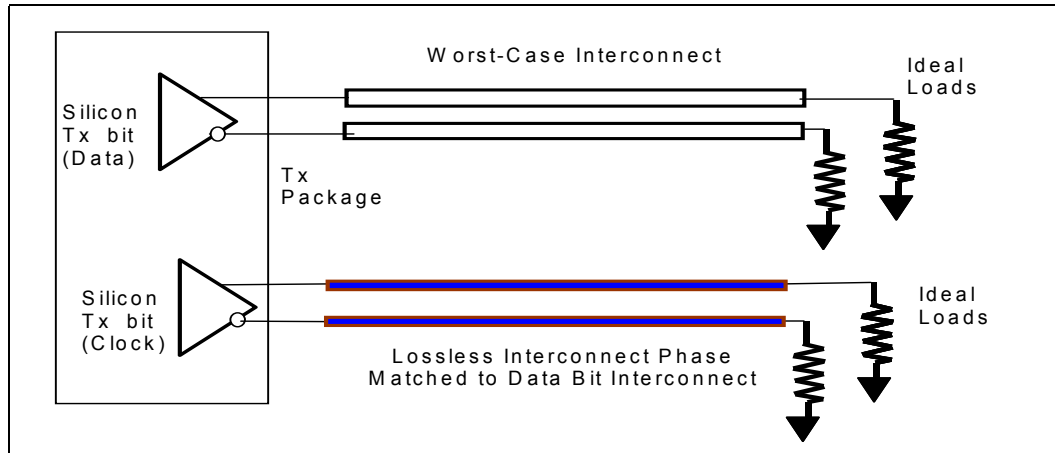 Worst-Case Interconnect
Ideal
Loads
Silicon
Tx bit
(Data)
Tx
Package
Silicon
Tx bit
(Clock)
Ideal
Loads
Lossless Interconnect Phase
Matched to Data Bit Interconnect